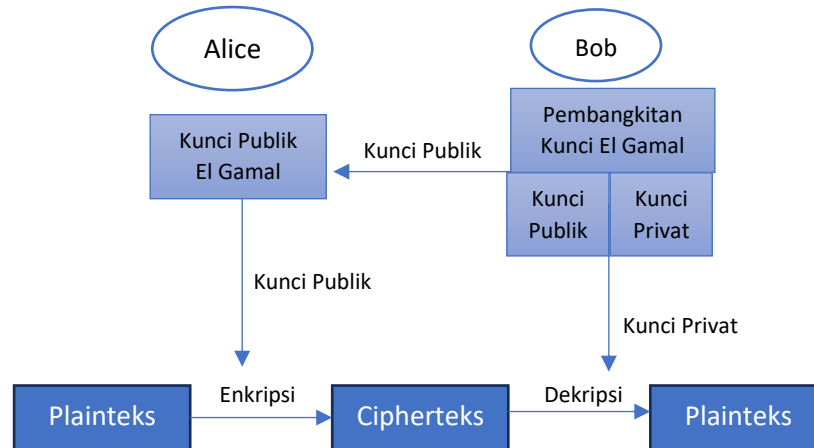 Alice
Bob
Pembangkitan
Kunci El Gamal
Kunci Publik
El Gamal
Kunci Publik
Kunci
Publik
Kunci
Privat
Kunci Publik
Kunci Privat
Plainteks
Enkripsi
Cipherteks
Dekripsi
Plainteks